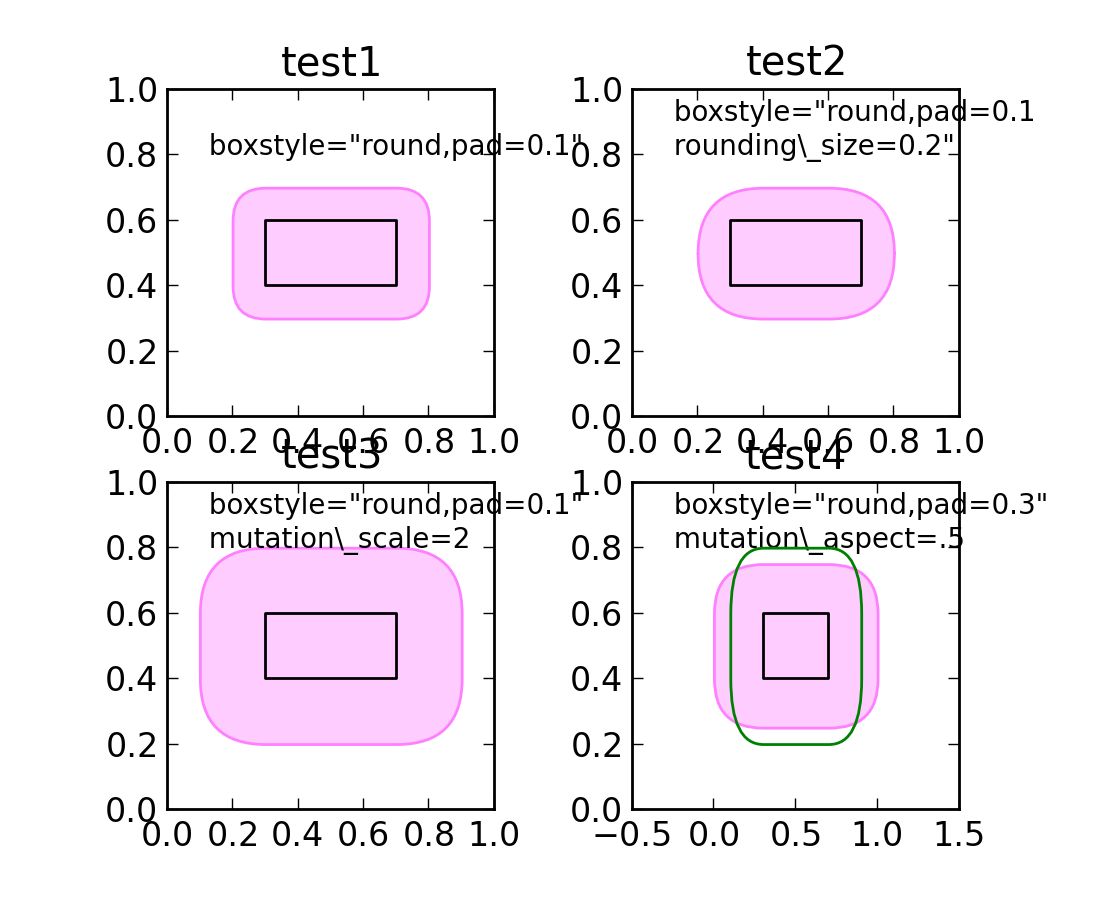 test1
1.0
boxstyle="round,pad=0.1"
0.8
0.6
0.4
0.2
0.0
0.0 0.2 0.4 0.6 0.8 1.0
test2
1.0
boxstyle="round,pad=0.1
rounding\_size=0.2"
0.8
0.6
0.4
0.2
0.0
0.0 0.2 0.4 0.6 0.8 1.0
test3
1.0
boxstyle="round,pad=0.1"
mutation\_scale=2
0.8
0.6
0.4
0.2
0.0
0.0 0.2 0.4 0.6 0.8 1.0
test4
1.0
boxstyle="round,pad=0.3"
mutation\_aspect=.5
0.8
0.6
0.4
0.2
0.0
−0.5 0.0 0.5 1.0 1.5